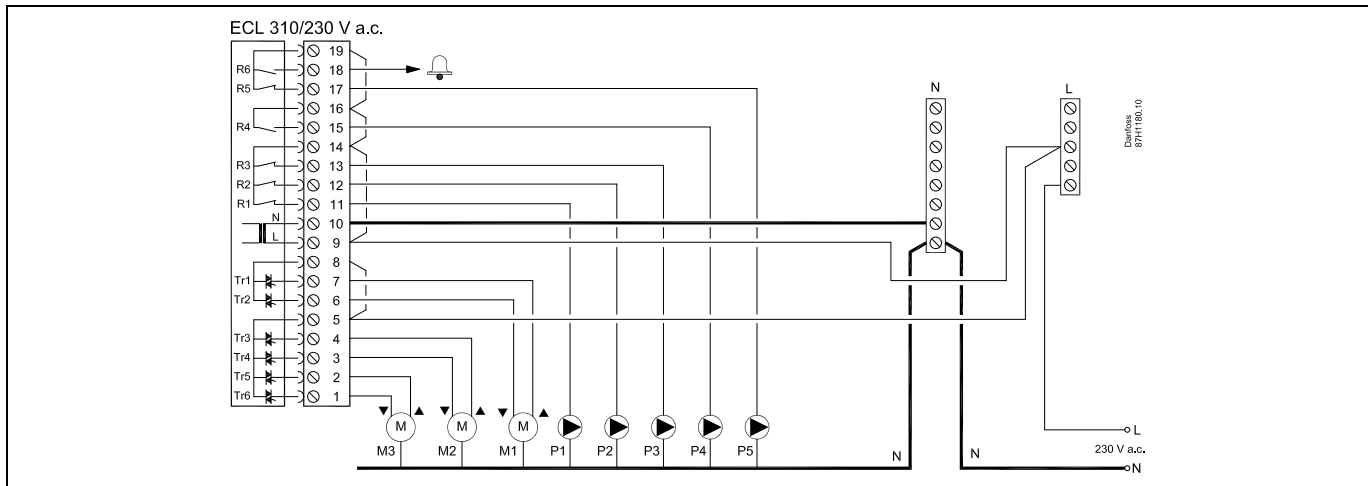 ECL 310/230 V a.c.
19
R6 18
R5 17
16
R4 15
14
R3 13
R2 12
R1 11
N 10
L 9
8
Tr1 7
Tr2 6
5
Tr3 4
Tr4 3
Tr5 2
Tr6 1
N
L
Danfoss
87H1180.10
M M M
M3 M2 M1 P1 P2 P3 P4 P5
N N
L
230 V a.c.
N